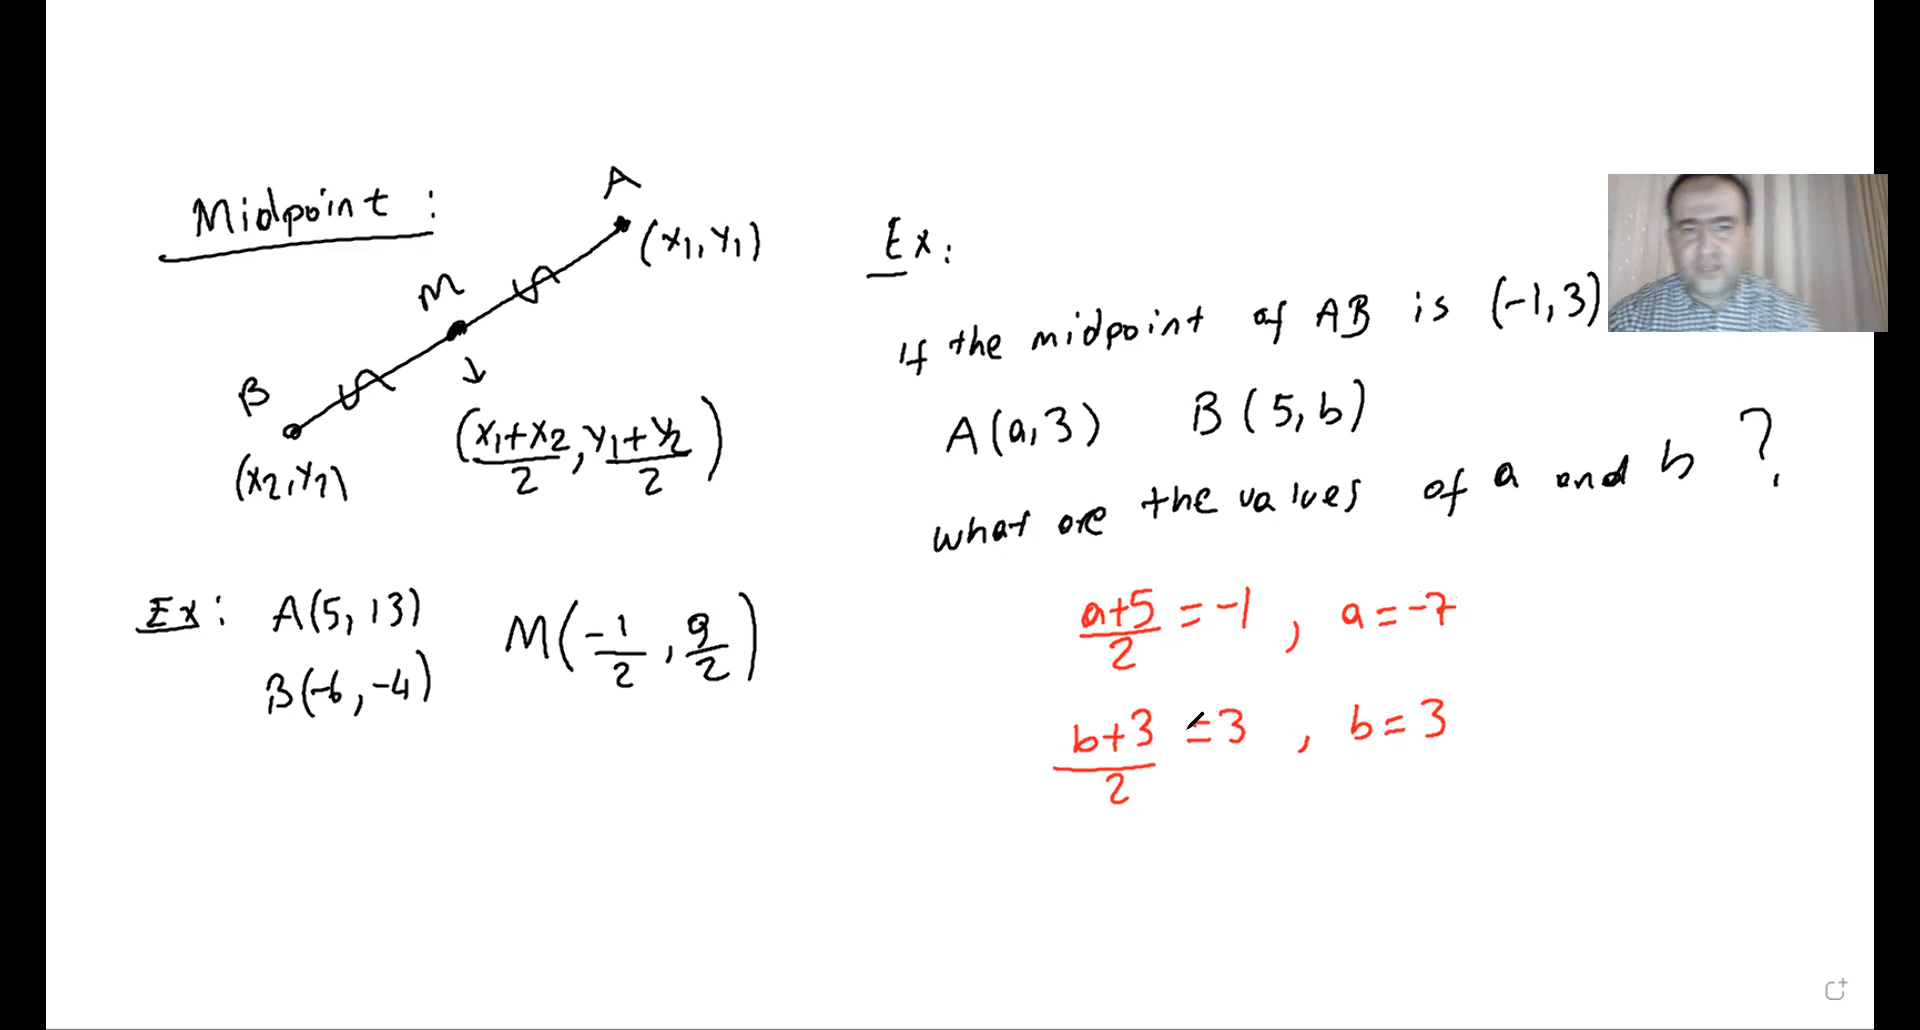 Midpoint :
A
(x1, y1)
M
B
(x2, y2)
(x1+x2/2, y1+y2/2)
Ex: A(5, 13)
B(-6, -4)
M(-1/2, 9/2)
Ex:
If the midpoint of AB is (-1, 3)
A(a, 3) B(5, b)
what are the values of a and b ?
a+5/2 = -1 , a = -7
b+3/2 = 3 , b = 3